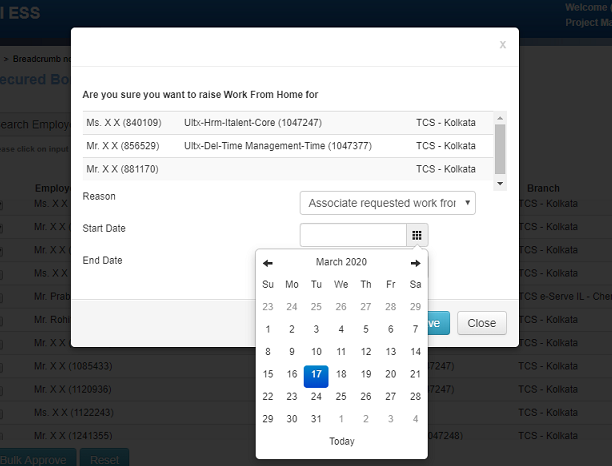 I ESS
Welcome (
Project Ma
x
> Breadcrumb no
ecured Bo
Are you sure you want to raise Work From Home for
Ms. X X (840109) Ultx-Hrm-Italent-Core (1047247) TCS - Kolkata
Mr. X X (856529) Ultx-Del-Time Management-Time (1047377) TCS - Kolkata
Mr. X X (881170) TCS - Kolkata
earch Employe
ease click on input
Employe
Branch
Reason Associate requested work fror
Ms. X X TCS - Kolkata
Mr. X X TCS - Kolkata
Start Date
Mr. X X TCS - Kolkata
End Date
Ms. X X TCS - Kolkata
Mr. Prab TCS e-Serve IL - Che
Mr. Rohi TCS - Kolkata
ve Close
Mr. X X TCS - Kolkata
Mr. X X (1085433) 7247) TCS - Kolkata
Mr. X X (1120936) 7247) TCS - Kolkata
Ms. X X (1122243) TCS - Kolkata
Mr. X X (1241355) 047248) TCS - Kolkata
Bulk Approve Reset
March 2020
Su Mo Tu We Th Fr Sa
23 24 25 26 27 28 29
1 2 3 4 5 6 7
8 9 10 11 12 13 14
15 16 17 18 19 20 21
22 23 24 25 26 27 28
29 30 31 1 2 3 4
Today